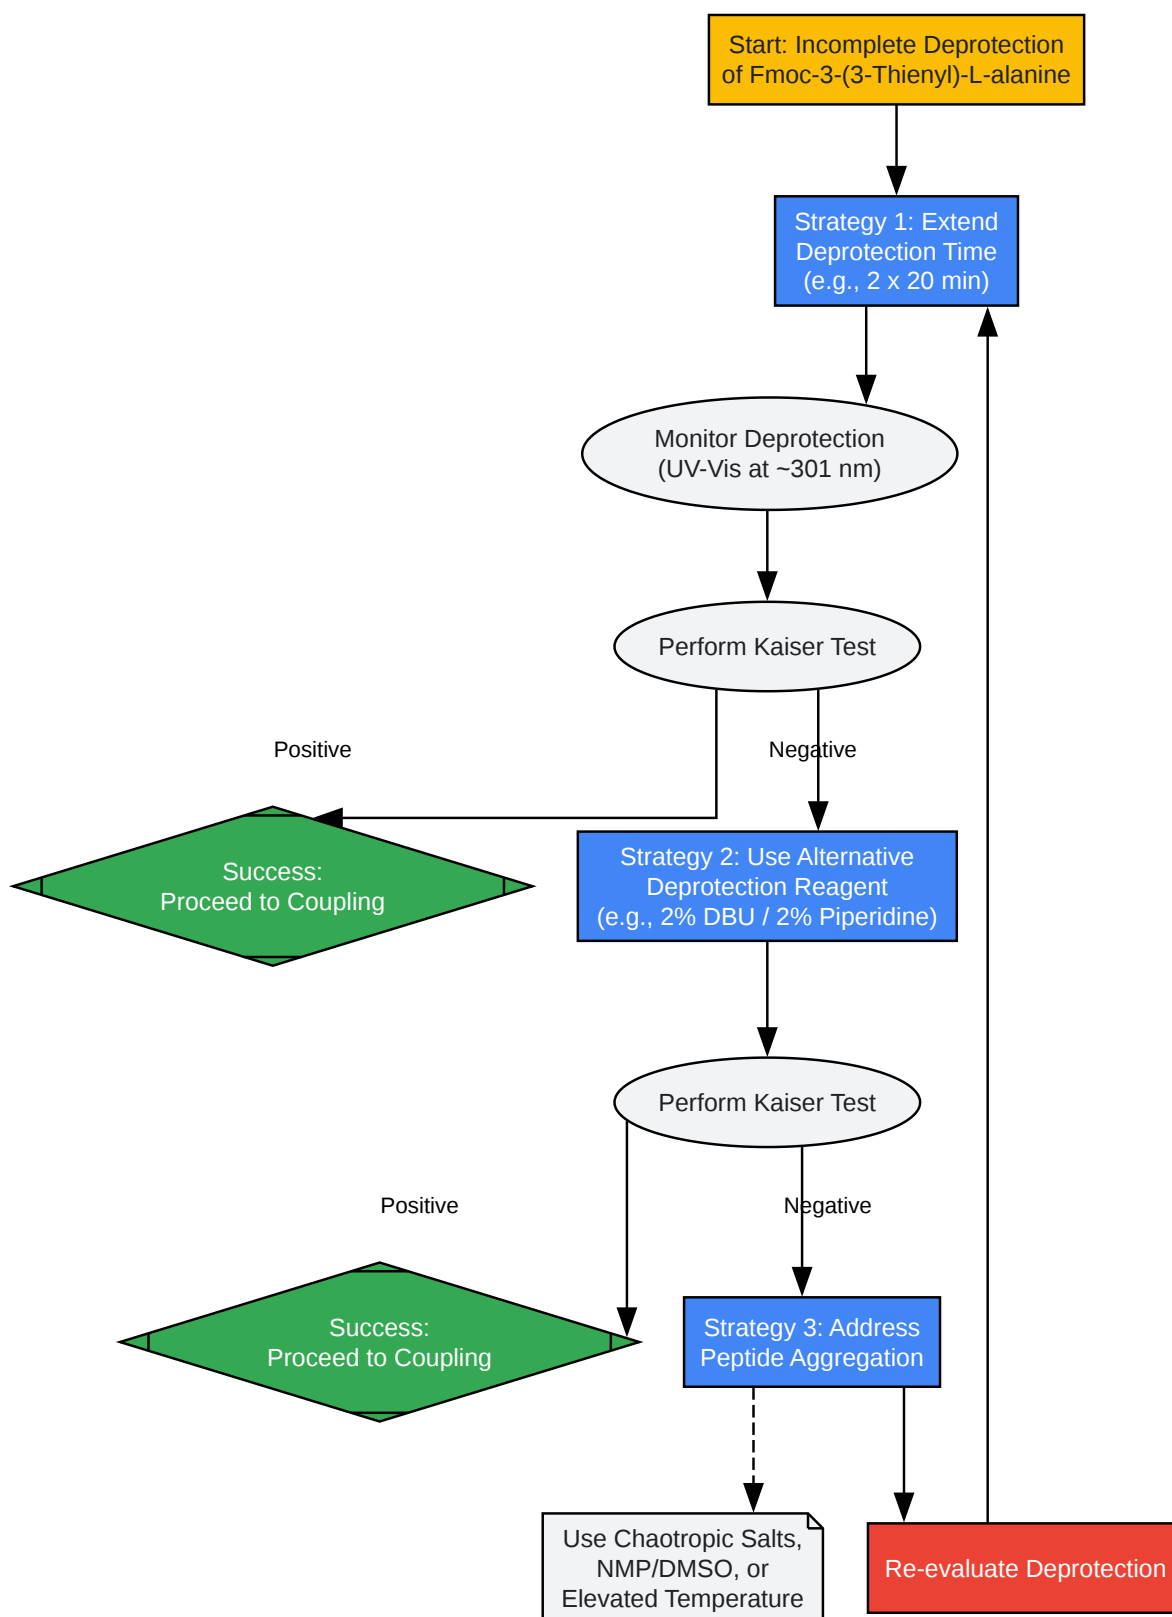 Start: Incomplete Deprotection
of Fmoc-3-(3-Thienyl)-L-alanine
Strategy 1: Extend
Deprotection Time
(e.g., 2 x 20 min)
Monitor Deprotection
(UV-Vis at ~301 nm)
Perform Kaiser Test
Positive
Negative
Success:
Proceed to Coupling
Strategy 2: Use Alternative
Deprotection Reagent
(e.g., 2% DBU / 2% Piperidine)
Perform Kaiser Test
Positive
Negative
Success:
Proceed to Coupling
Strategy 3: Address
Peptide Aggregation
Use Chaotropic Salts,
NMP/DMSO, or
Elevated Temperature
Re-evaluate Deprotection